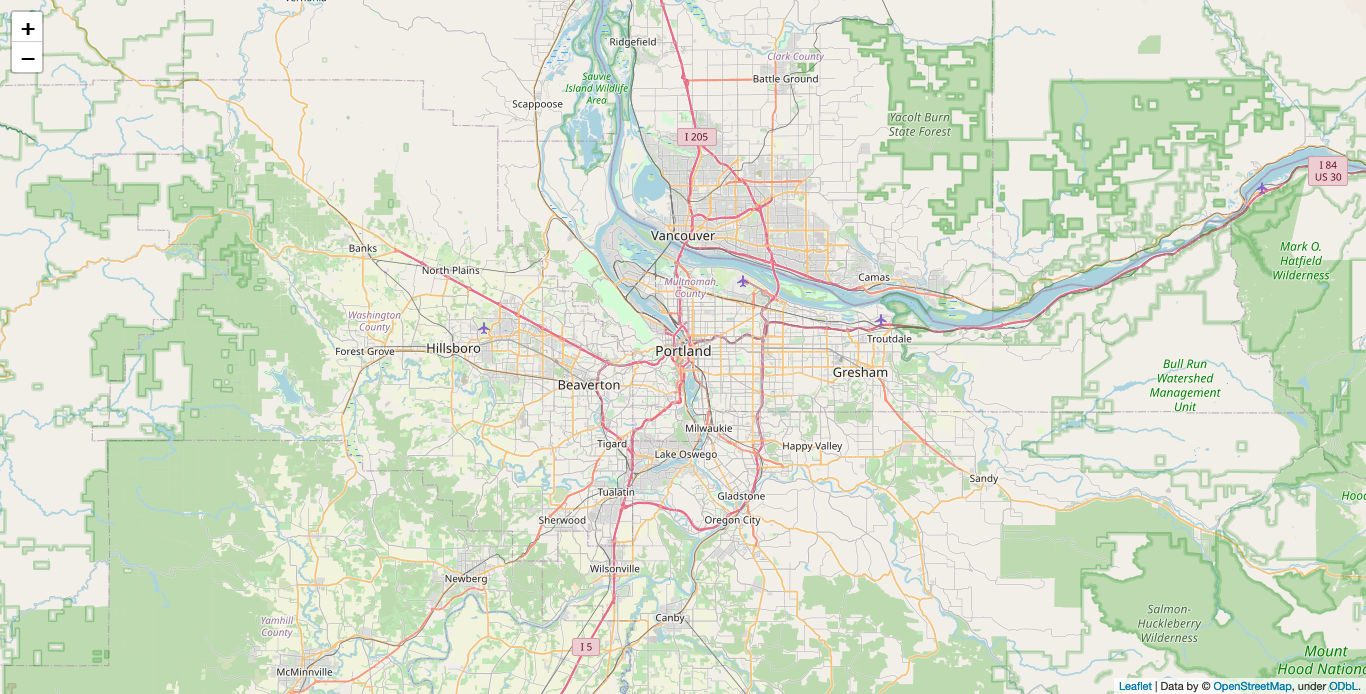 Vernonia
+
−
Ridgefield
Clark County
Battle Ground
Sauvie
Island Wildlife
Area
Scappoose
Yacolt Burn
State Forest
I 205
I 84
US 30
Vancouver
Banks
North Plains
Camas
Mark O.
Hatfield
Wilderness
Multnomah
County
Washington
County
Troutdale
Forest Grove
Hillsboro
Portland
Beaverton
Gresham
Bull Run
Watershed
Management
Unit
Milwaukie
Tigard
Happy Valley
Lake Oswego
Sandy
Tualatin
Gladstone
Hood
Sherwood
Oregon City
Wilsonville
Newberg
Canby
Yamhill
County
Salmon-
Huckleberry
Wilderness
I 5
McMinnville
Mount
Hood Nationa
Leaflet | Data by © OpenStreetMap, under ODbL.